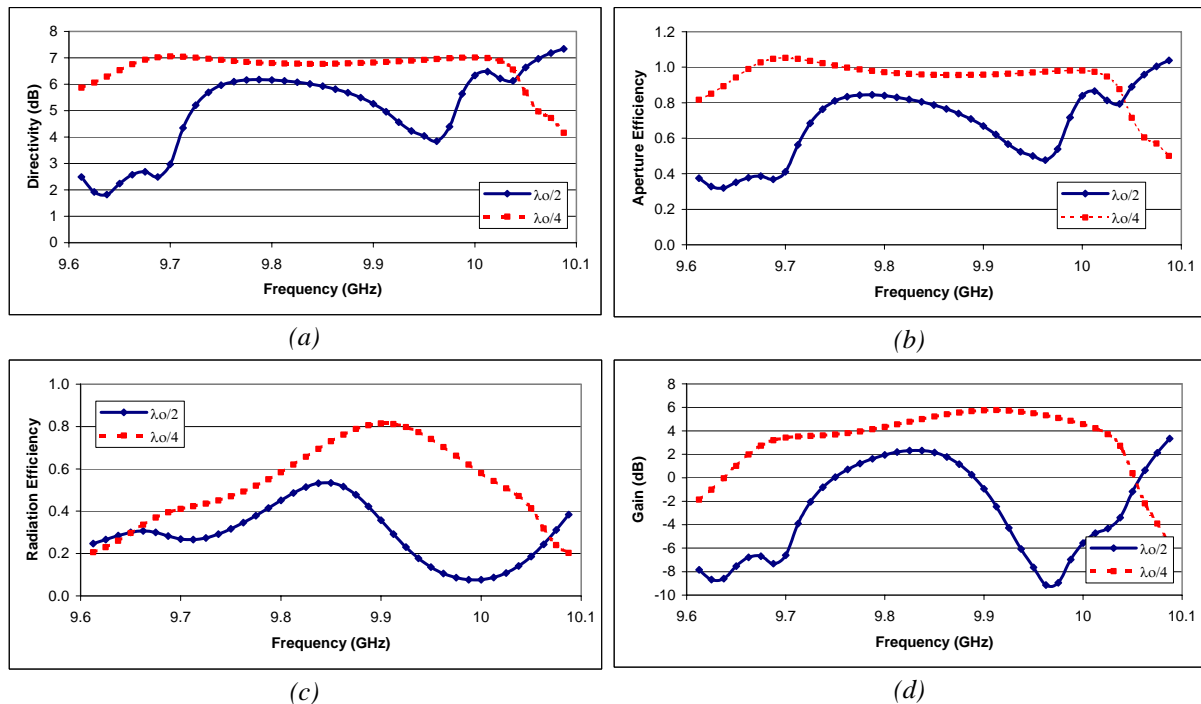 8
7
6
5
4
3
2
1
0
Directivity (dB)
9.6 9.7 9.8 9.9 10 10.1
Frequency (GHz)
λo/2
λo/4
(a)
1.2
1.0
0.8
0.6
0.4
0.2
0.0
Aperture Efficiency
9.6 9.7 9.8 9.9 10 10.1
Frequency (GHz)
λo/2
λo/4
(b)
1.0
0.8
0.6
0.4
0.2
0.0
Radiation Efficiency
9.6 9.7 9.8 9.9 10 10.1
Frequency (GHz)
λo/2
λo/4
(c)
8
6
4
2
0
-2
-4
-6
-8
-10
Gain (dB)
9.6 9.7 9.8 9.9 10 10.1
Frequency (GHz)
λo/2
λo/4
(d)